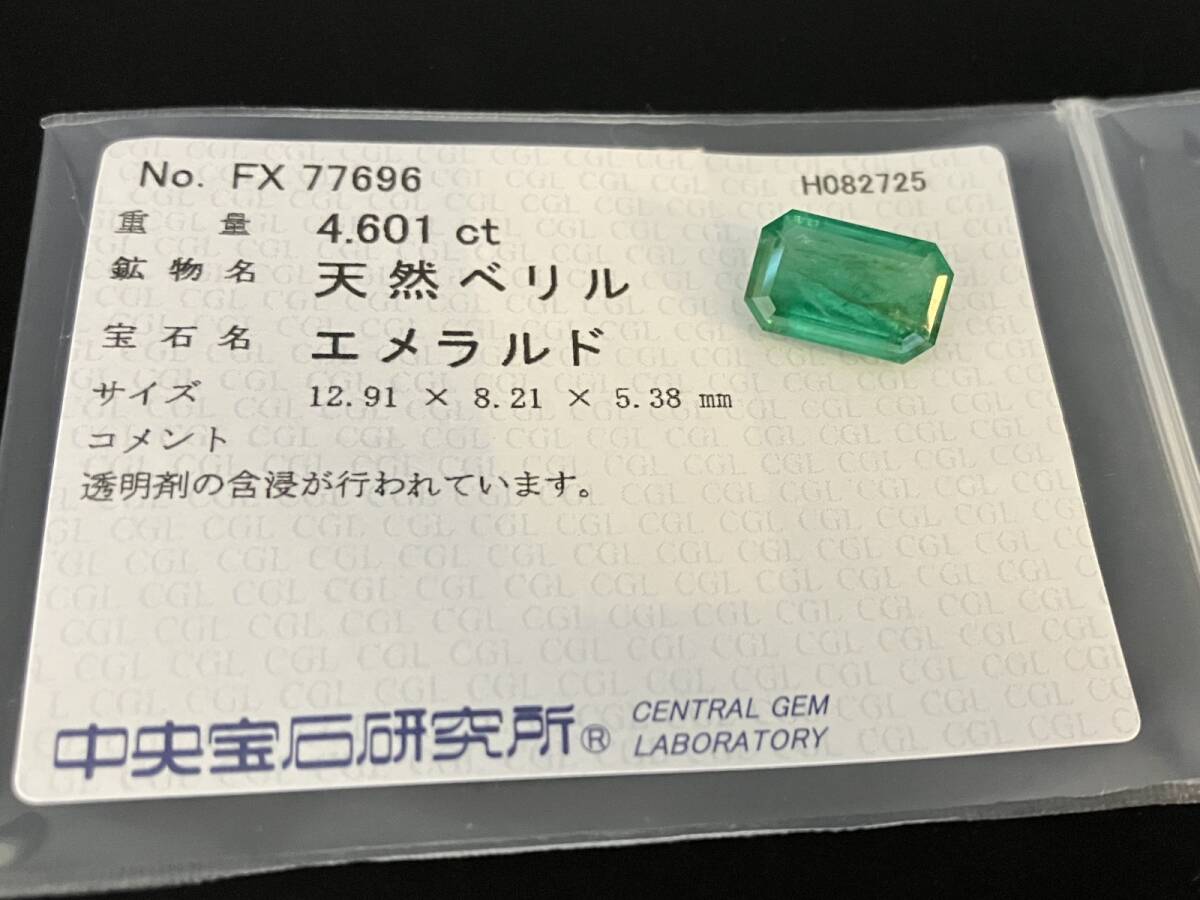 No. FX 77696
H082725
重量 4.601 ct
鉱物名 天然ベリル
宝石名 エメラルド
サイズ 12.91 × 8.21 × 5.38 mm
コメント
透明剤の含浸が行われています。
中央宝石研究所® CENTRAL GEM
LABORATORY